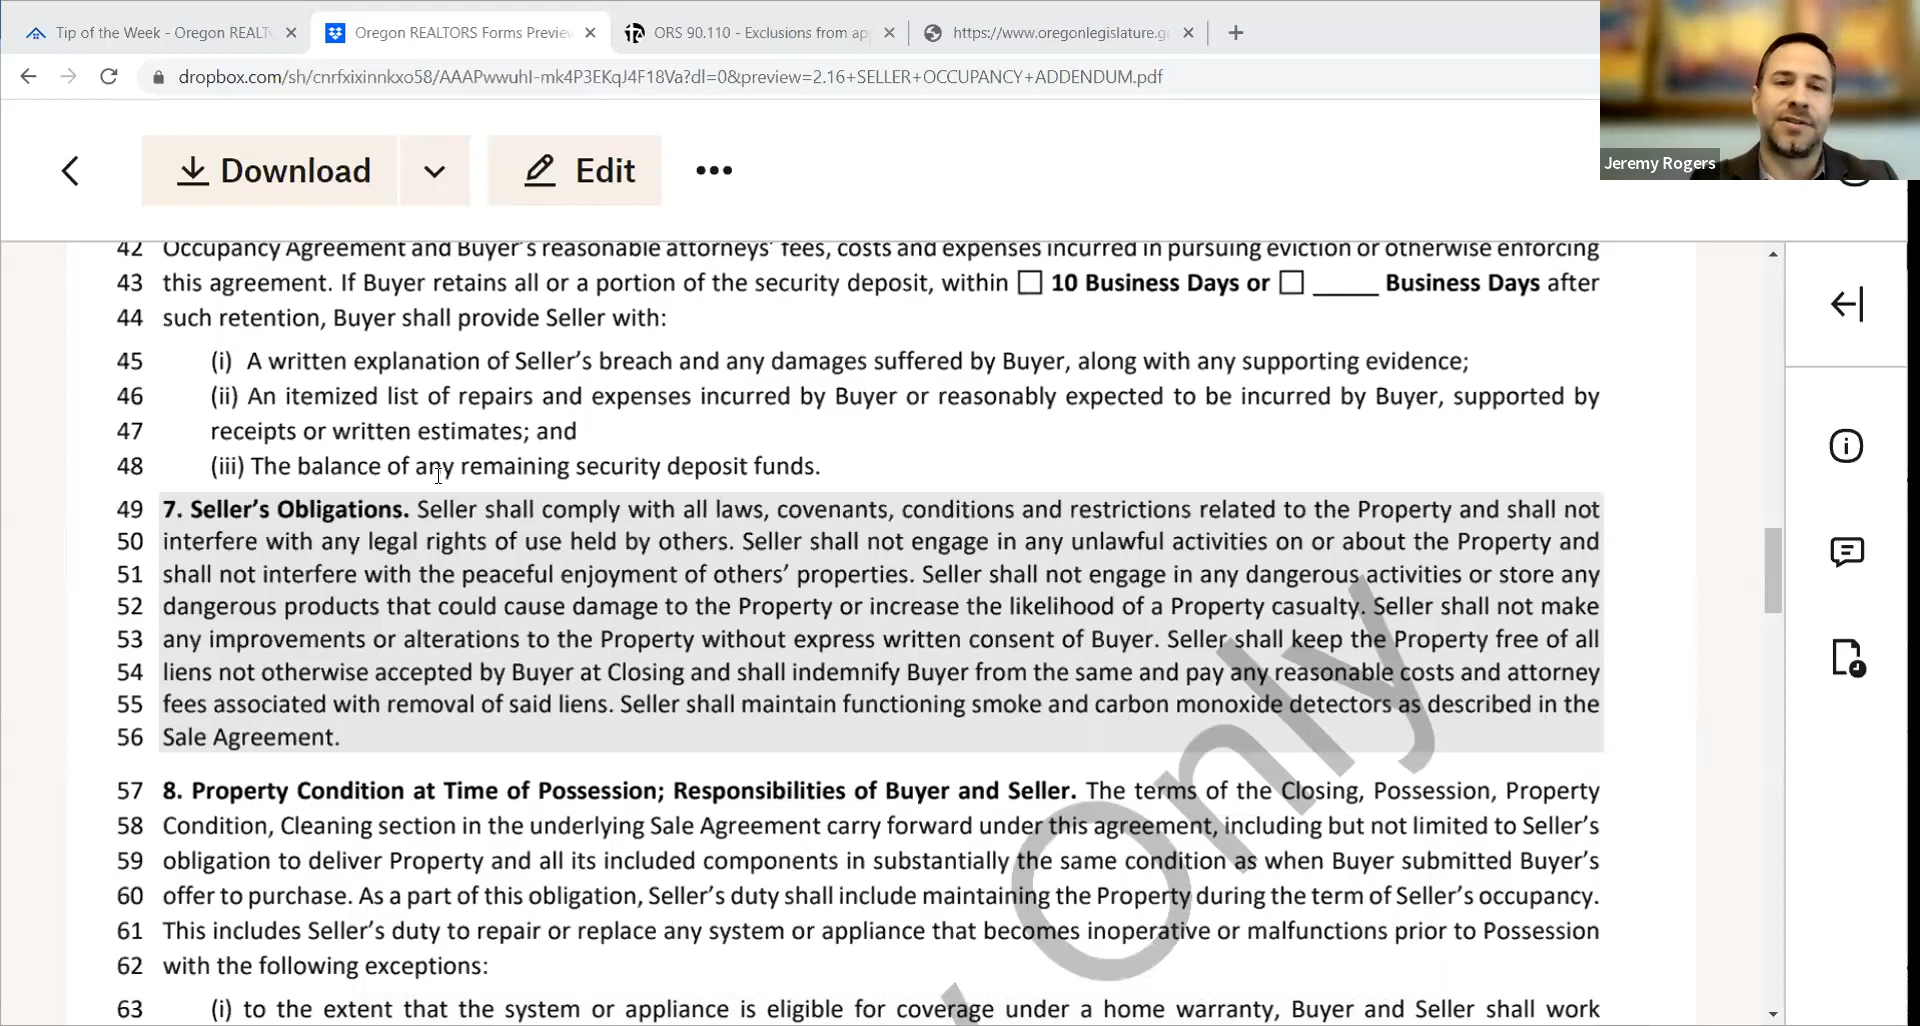 Tip of the Week - Oregon REALT
Oregon REALTORS Forms Preview
ORS 90.110 - Exclusions from ap
https://www.oregonlegislature.g
dropbox.com/sh/cnrfxixinnkxo58/AAAPwwuhI-mk4P3EKqJ4F18Va?dl=0&preview=2.16+SELLER+OCCUPANCY+ADDENDUM.pdf
Jeremy Rogers
Download
Edit
42 Occupancy Agreement and Buyer's reasonable attorneys' fees, costs and expenses incurred in pursuing eviction or otherwise enforcing
43 this agreement. If Buyer retains all or a portion of the security deposit, within ☐ 10 Business Days or ☐ _____ Business Days after
44 such retention, Buyer shall provide Seller with:
45 (i) A written explanation of Seller's breach and any damages suffered by Buyer, along with any supporting evidence;
46 (ii) An itemized list of repairs and expenses incurred by Buyer or reasonably expected to be incurred by Buyer, supported by
47 receipts or written estimates; and
48 (iii) The balance of any remaining security deposit funds.
49 7. Seller's Obligations. Seller shall comply with all laws, covenants, conditions and restrictions related to the Property and shall not
50 interfere with any legal rights of use held by others. Seller shall not engage in any unlawful activities on or about the Property and
51 shall not interfere with the peaceful enjoyment of others' properties. Seller shall not engage in any dangerous activities or store any
52 dangerous products that could cause damage to the Property or increase the likelihood of a Property casualty. Seller shall not make
53 any improvements or alterations to the Property without express written consent of Buyer. Seller shall keep the Property free of all
54 liens not otherwise accepted by Buyer at Closing and shall indemnify Buyer from the same and pay any reasonable costs and attorney
55 fees associated with removal of said liens. Seller shall maintain functioning smoke and carbon monoxide detectors as described in the
56 Sale Agreement.
57 8. Property Condition at Time of Possession; Responsibilities of Buyer and Seller. The terms of the Closing, Possession, Property
58 Condition, Cleaning section in the underlying Sale Agreement carry forward under this agreement, including but not limited to Seller's
59 obligation to deliver Property and all its included components in substantially the same condition as when Buyer submitted Buyer's
60 offer to purchase. As a part of this obligation, Seller's duty shall include maintaining the Property during the term of Seller's occupancy.
61 This includes Seller's duty to repair or replace any system or appliance that becomes inoperative or malfunctions prior to Possession
62 with the following exceptions:
63 (i) to the extent that the system or appliance is eligible for coverage under a home warranty, Buyer and Seller shall work
Only